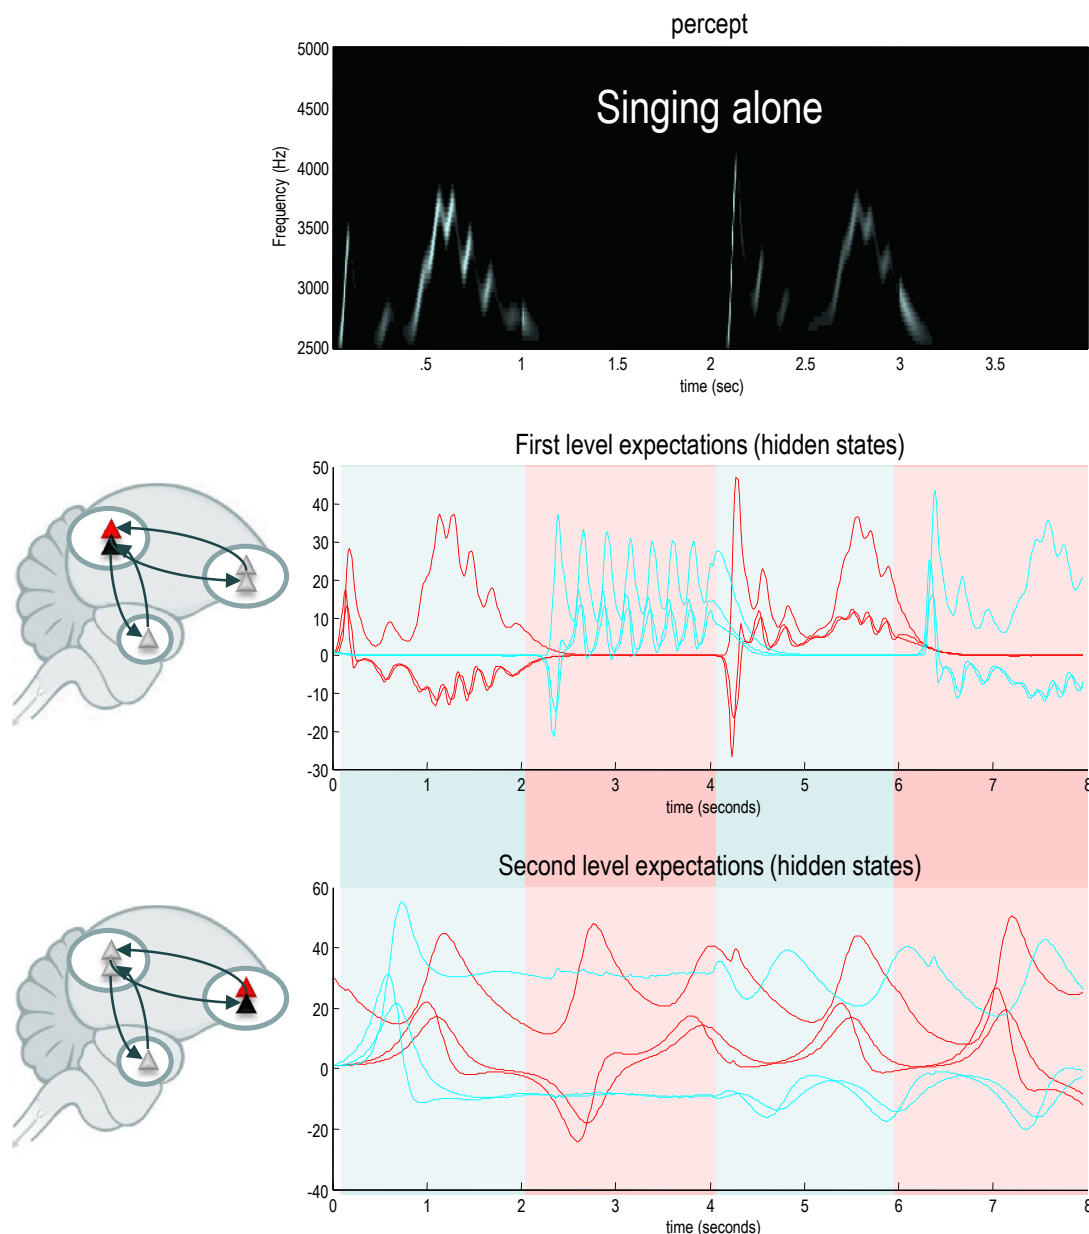 percept
Singing alone
Frequency (Hz)
5000
4500
4000
3500
3000
2500
.5 1 1.5 2 2.5 3 3.5
time (sec)
First level expectations (hidden states)
50
40
30
20
10
0
-10
-20
-30
0 1 2 3 4 5 6 7 8
time (seconds)
Second level expectations (hidden states)
60
40
20
0
-20
-40
0 1 2 3 4 5 6 7 8
time (seconds)